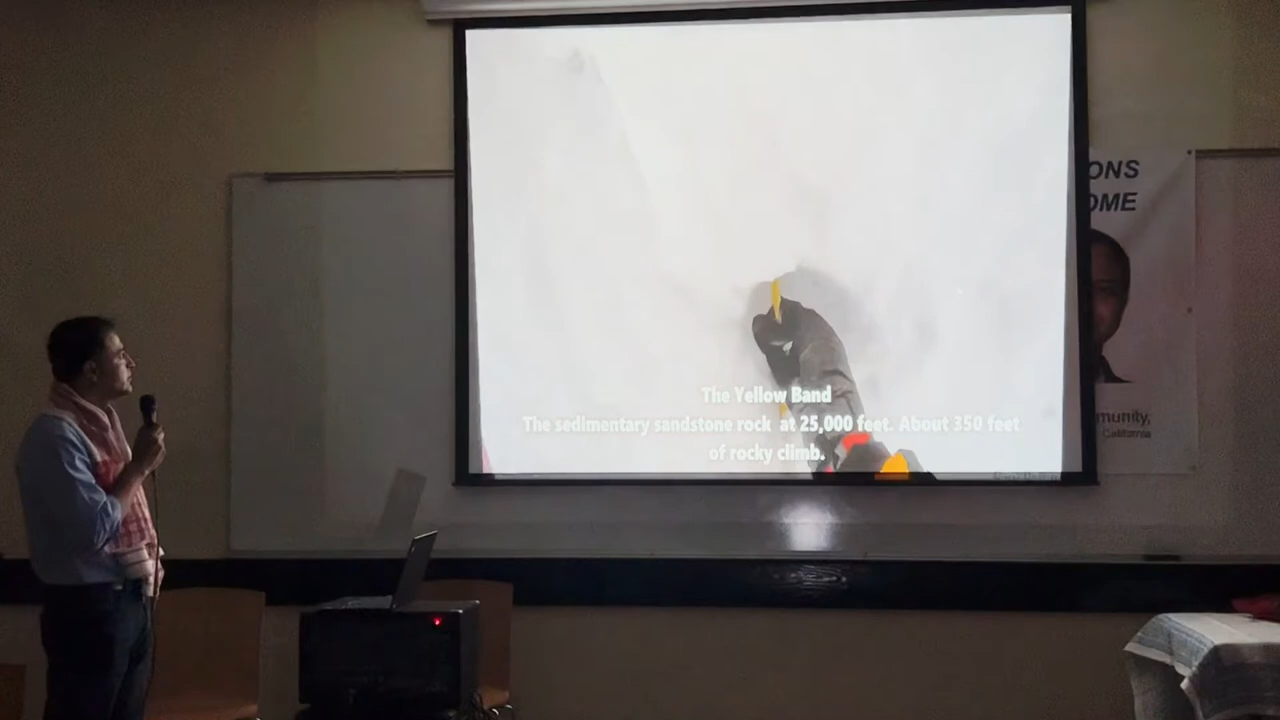 The Yellow Band
The sedimentary sandstone rock at 25,000 feet. About 350 feet
of rocky climb.
ONS
OME
munity,
California